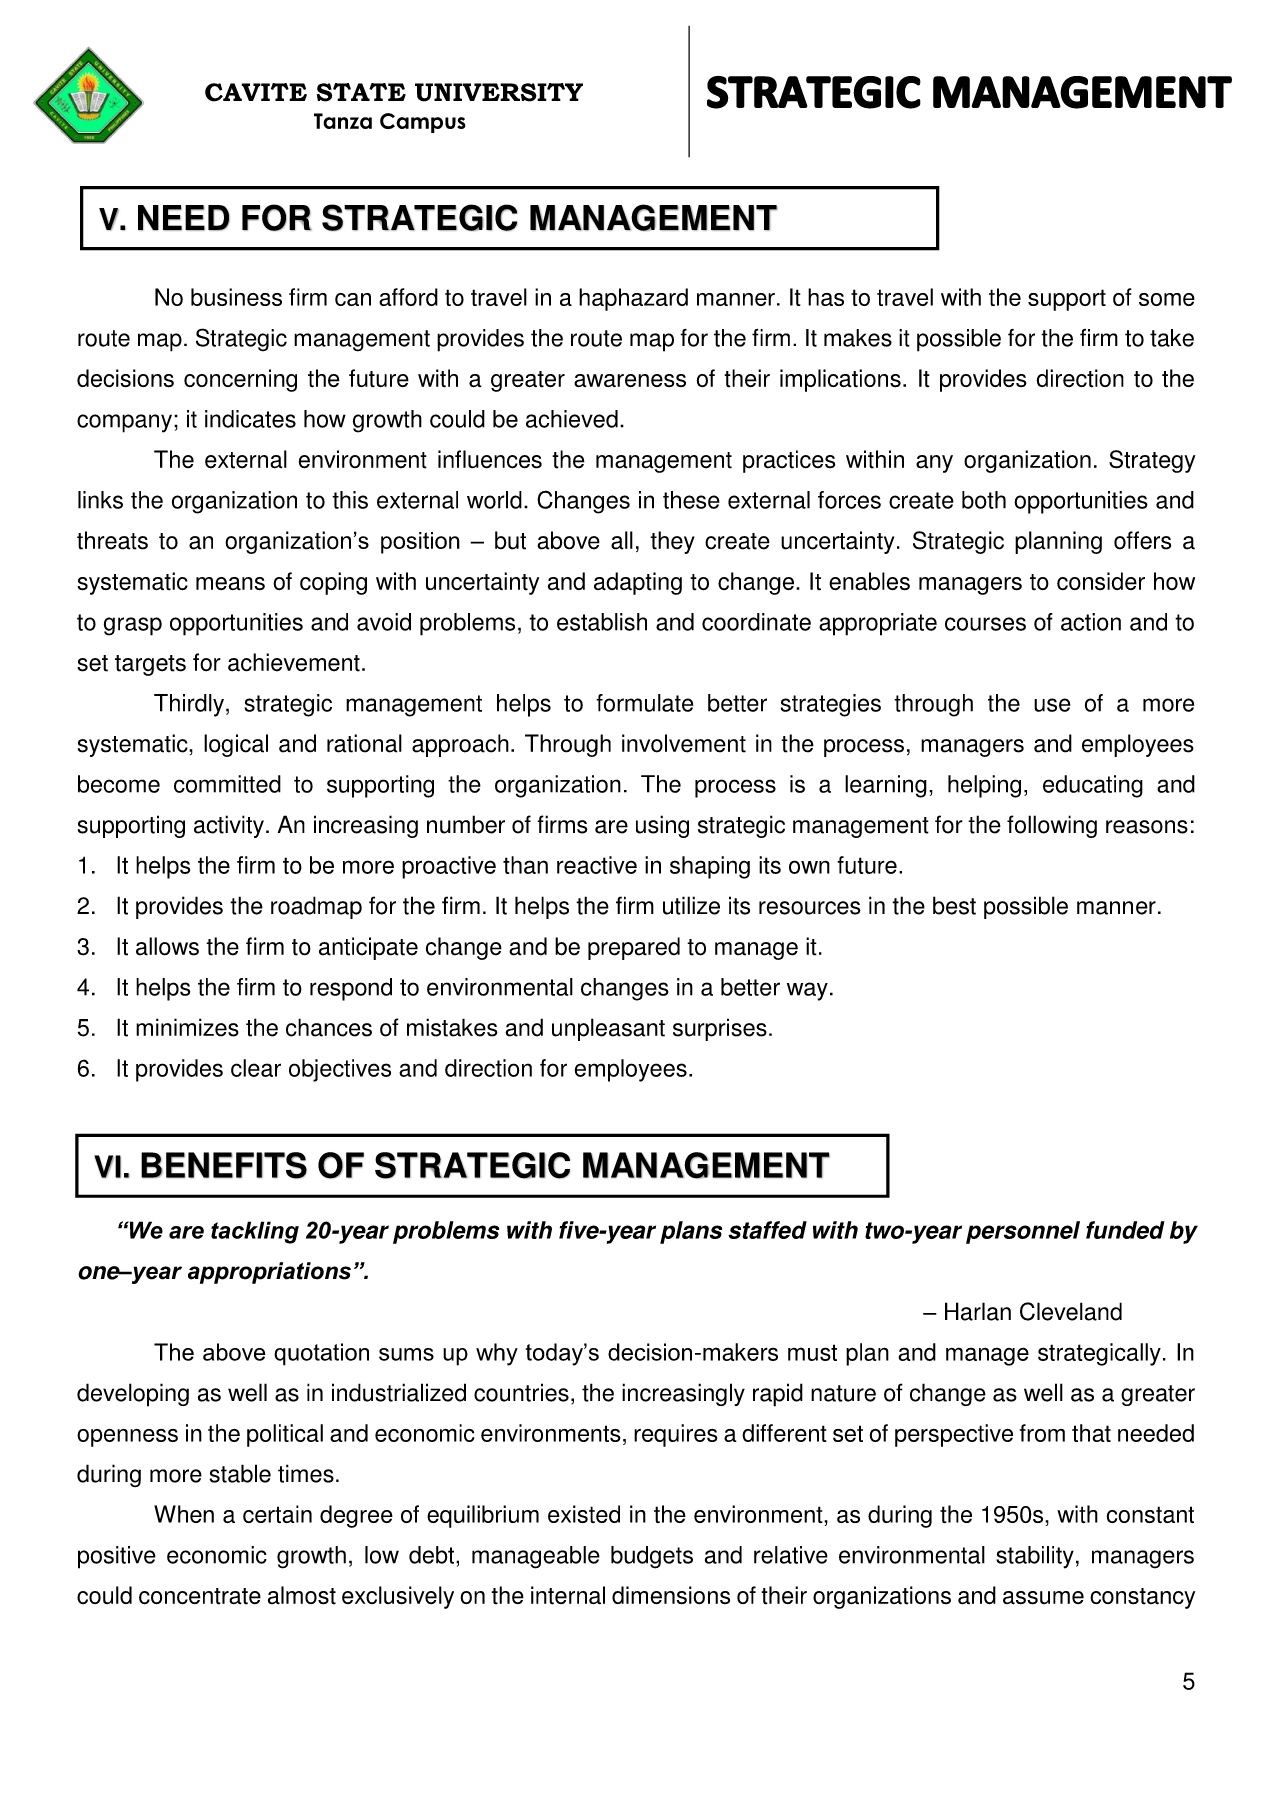 CAVITE STATE UNIVERSITY
Tanza Campus
STRATEGIC MANAGEMENT
V. NEED FOR STRATEGIC MANAGEMENT
No business firm can afford to travel in a haphazard manner. It has to travel with the support of some
route map. Strategic management provides the route map for the firm. It makes it possible for the firm to take
decisions concerning the future with a greater awareness of their implications. It provides direction to the
company; it indicates how growth could be achieved.
The external environment influences the management practices within any organization. Strategy
links the organization to this external world. Changes in these external forces create both opportunities and
threats to an organization’s position – but above all, they create uncertainty. Strategic planning offers a
systematic means of coping with uncertainty and adapting to change. It enables managers to consider how
to grasp opportunities and avoid problems, to establish and coordinate appropriate courses of action and to
set targets for achievement.
Thirdly, strategic management helps to formulate better strategies through the use of a more
systematic, logical and rational approach. Through involvement in the process, managers and employees
become committed to supporting the organization. The process is a learning, helping, educating and
supporting activity. An increasing number of firms are using strategic management for the following reasons:
1. It helps the firm to be more proactive than reactive in shaping its own future.
2. It provides the roadmap for the firm. It helps the firm utilize its resources in the best possible manner.
3. It allows the firm to anticipate change and be prepared to manage it.
4. It helps the firm to respond to environmental changes in a better way.
5. It minimizes the chances of mistakes and unpleasant surprises.
6. It provides clear objectives and direction for employees.
VI. BENEFITS OF STRATEGIC MANAGEMENT
“We are tackling 20-year problems with five-year plans staffed with two-year personnel funded by
one–year appropriations”.
– Harlan Cleveland
The above quotation sums up why today’s decision-makers must plan and manage strategically. In
developing as well as in industrialized countries, the increasingly rapid nature of change as well as a greater
openness in the political and economic environments, requires a different set of perspective from that needed
during more stable times.
When a certain degree of equilibrium existed in the environment, as during the 1950s, with constant
positive economic growth, low debt, manageable budgets and relative environmental stability, managers
could concentrate almost exclusively on the internal dimensions of their organizations and assume constancy
5